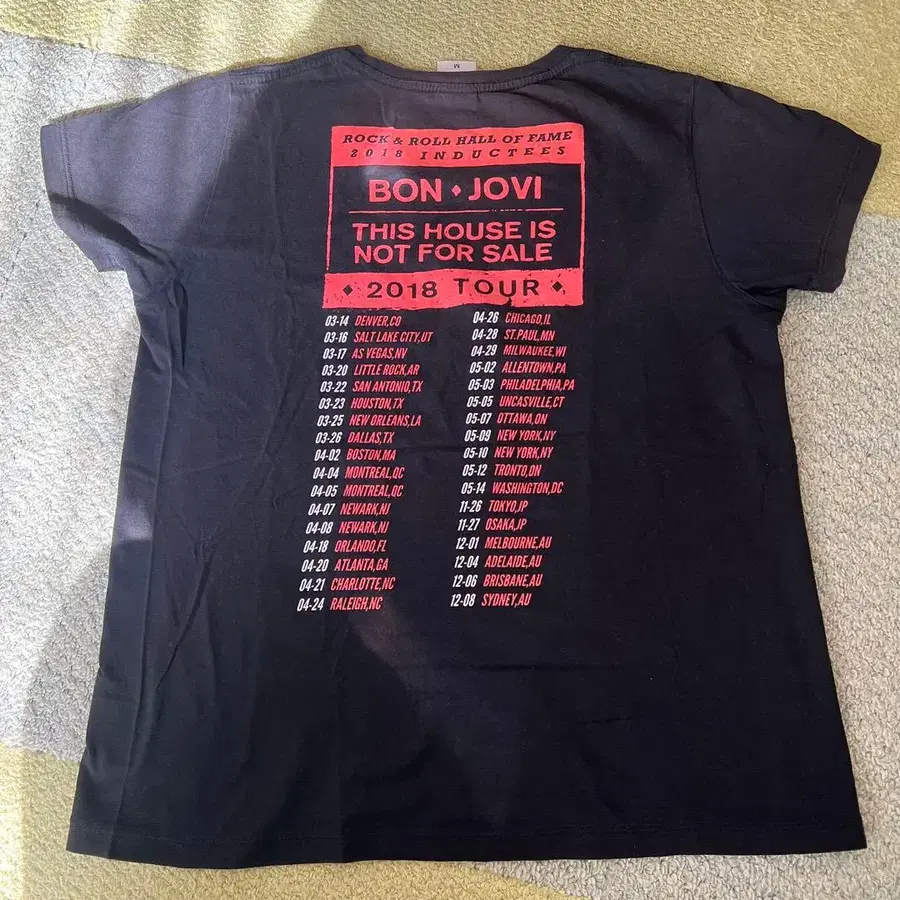 M
ROCK & ROLL HALL OF FAME
2018 INDUCTEES
BON ♦ JOVI
THIS HOUSE IS
NOT FOR SALE
♦ 2018 TOUR ♦
03-14 DENVER,CO
03-16 SALT LAKE CITY,UT
03-17 AS VEGAS,NV
03-20 LITTLE ROCK,AR
03-22 SAN ANTONIO,TX
03-23 HOUSTON,TX
03-25 NEW ORLEANS,LA
03-26 DALLAS,TX
04-02 BOSTON,MA
04-04 MONTREAL,QC
04-05 MONTREAL,QC
04-07 NEWARK,NJ
04-08 NEWARK,NJ
04-18 ORLANDO,FL
04-20 ATLANTA,GA
04-21 CHARLOTTE,NC
04-24 RALEIGH,NC
04-26 CHICAGO,IL
04-28 ST.PAUL,MN
04-29 MILWAUKEE,WI
05-02 ALLENTOWN,PA
05-03 PHILADELPHIA,PA
05-05 UNCASVILLE,CT
05-07 OTTAWA,ON
05-09 NEW YORK,NY
05-10 NEW YORK,NY
05-12 TRONTO,ON
05-14 WASHINGTON,DC
11-26 TOKYO,JP
11-27 OSAKA,JP
12-01 MELBOURNE,AU
12-04 ADELAIDE,AU
12-06 BRISBANE,AU
12-08 SYDNEY,AU